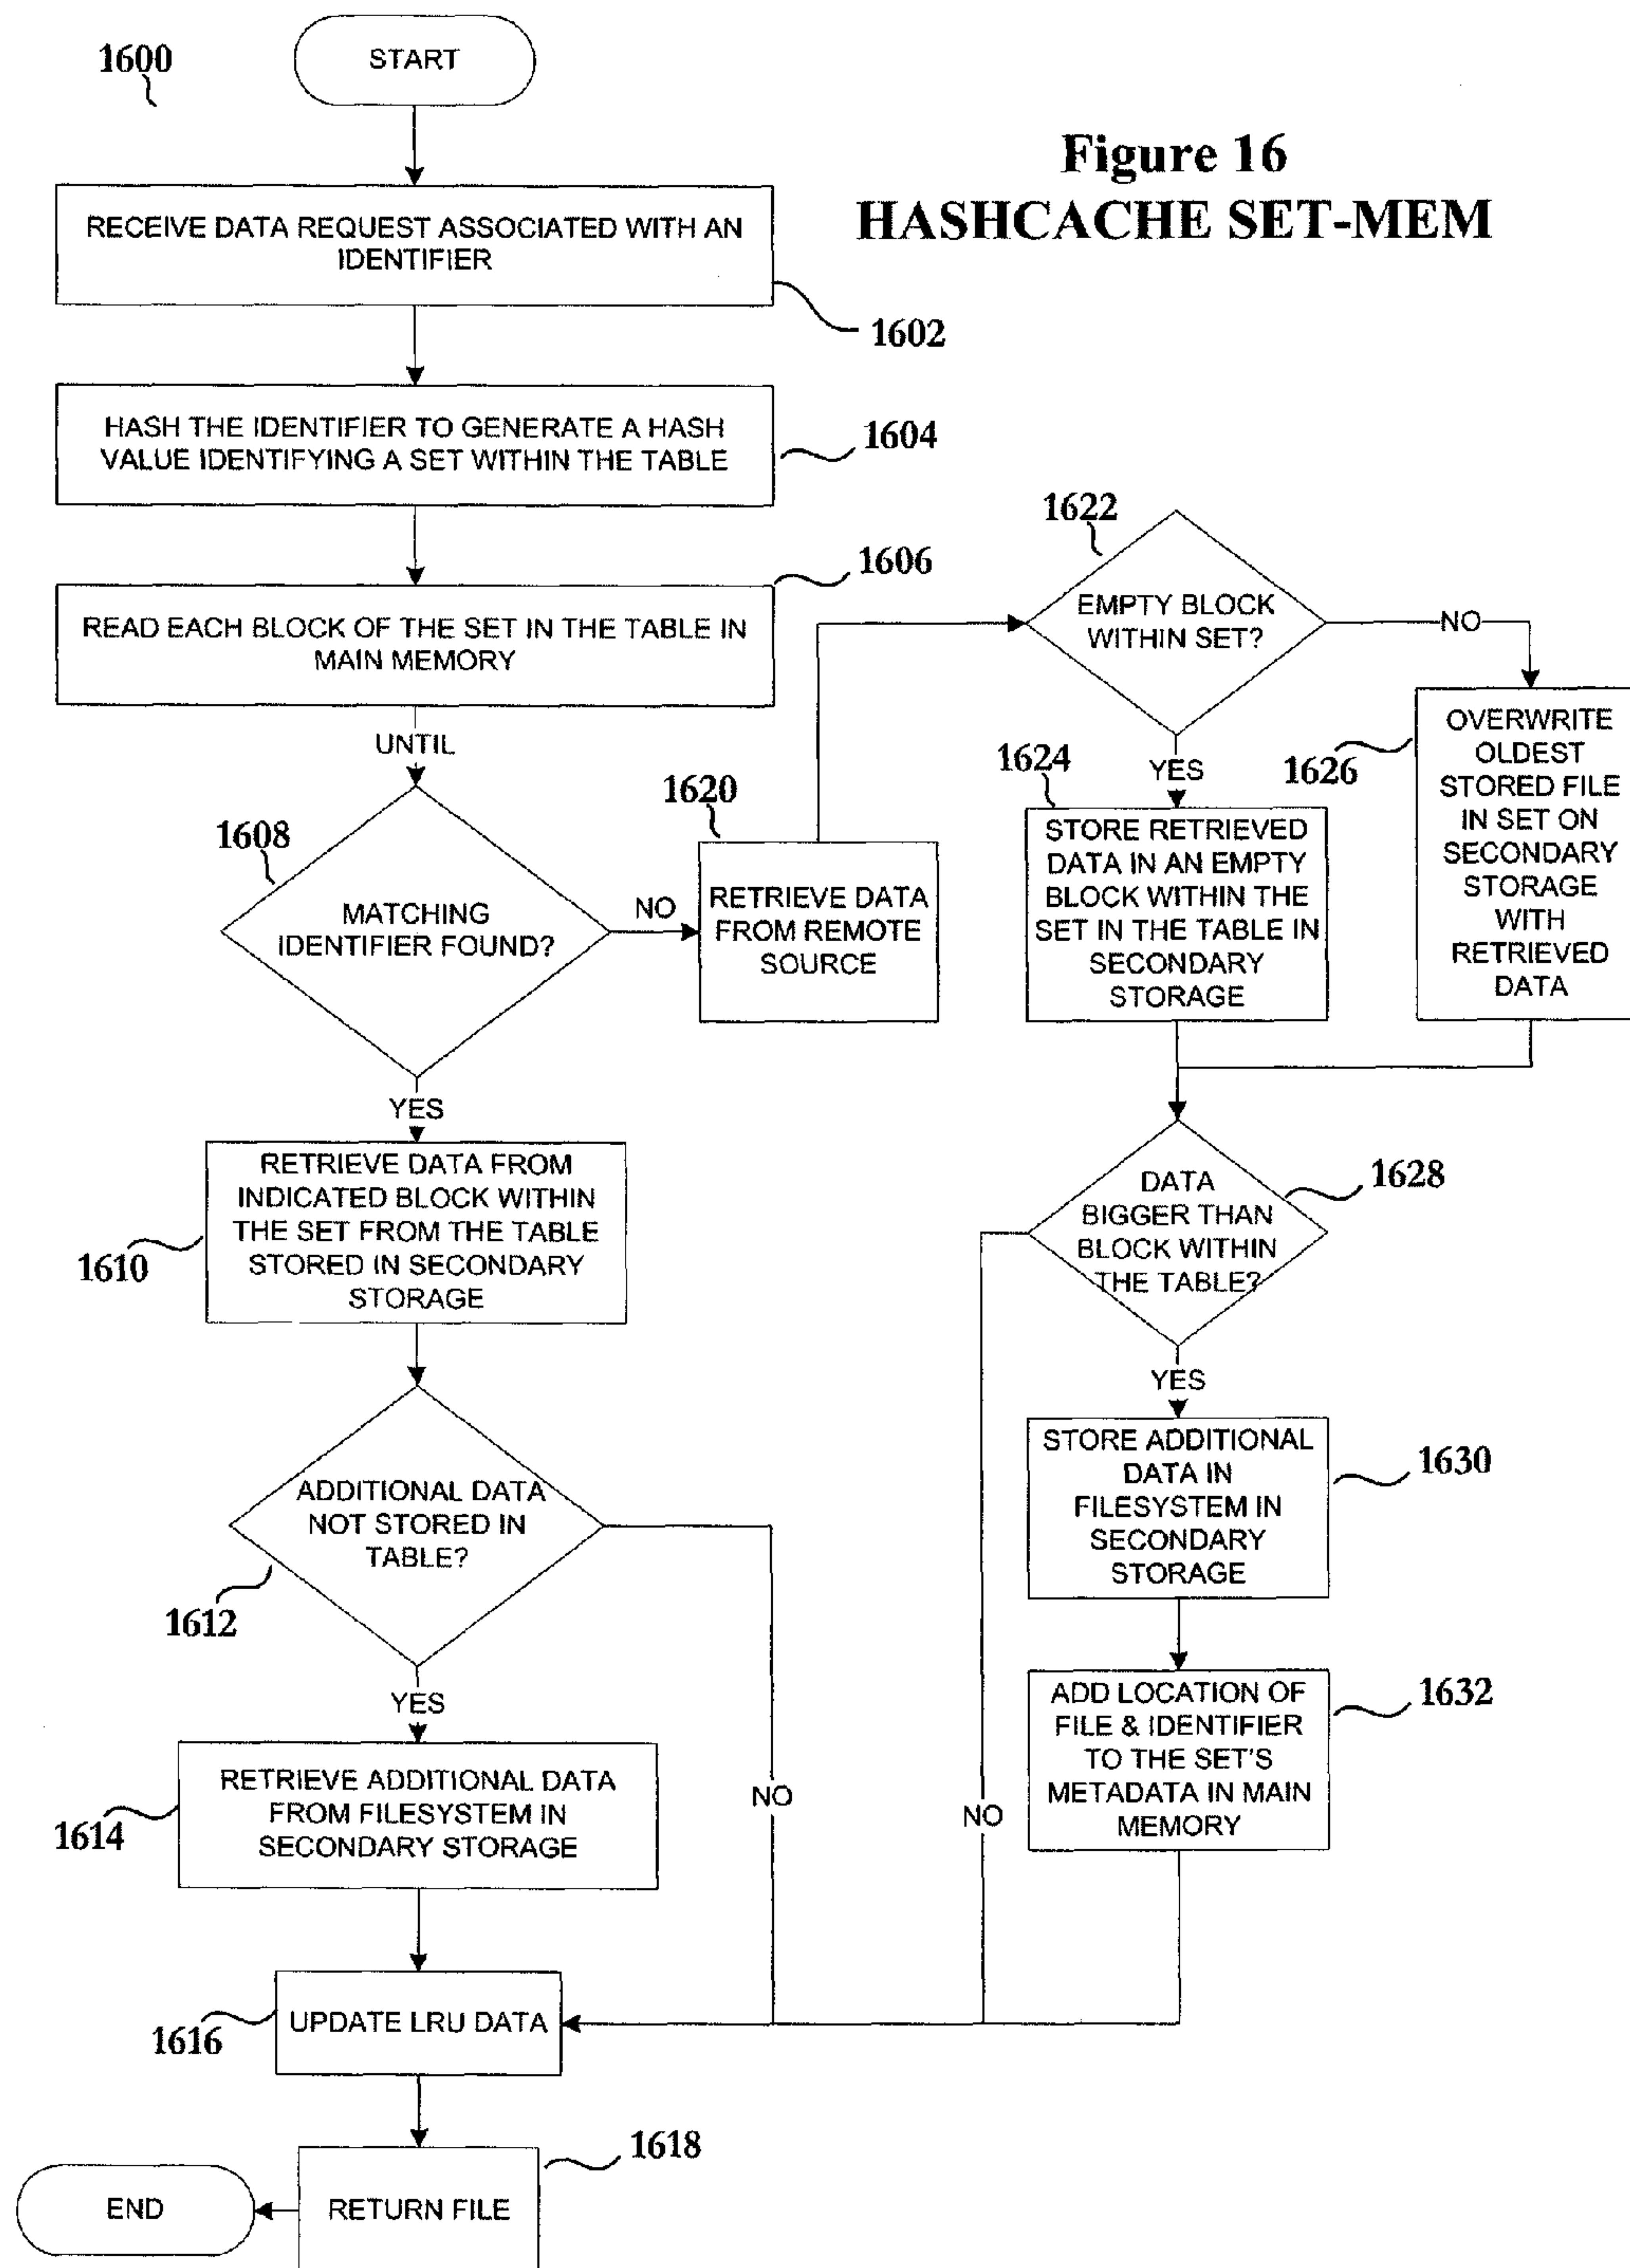 1600
START
Figure 16
HASHCACHE SET-MEM
RECEIVE DATA REQUEST ASSOCIATED WITH AN
IDENTIFIER
1602
HASH THE IDENTIFIER TO GENERATE A HASH
VALUE IDENTIFYING A SET WITHIN THE TABLE
1604
READ EACH BLOCK OF THE SET IN THE TABLE IN
MAIN MEMORY
1606
UNTIL
1608
MATCHING
IDENTIFIER FOUND?
NO
YES
1620
RETRIEVE DATA
FROM REMOTE
SOURCE
1622
EMPTY BLOCK
WITHIN SET?
NO
YES
1624
STORE RETRIEVED
DATA IN AN EMPTY
BLOCK WITHIN THE
SET IN THE TABLE IN
SECONDARY
STORAGE
1626
OVERWRITE
OLDEST
STORED FILE
IN SET ON
SECONDARY
STORAGE
WITH
RETRIEVED
DATA
1610
RETRIEVE DATA FROM
INDICATED BLOCK WITHIN
THE SET FROM THE TABLE
STORED IN SECONDARY
STORAGE
DATA
BIGGER THAN
BLOCK WITHIN
THE TABLE?
1628
NO
YES
ADDITIONAL DATA
NOT STORED IN
TABLE?
1612
NO
YES
STORE ADDITIONAL
DATA IN
FILESYSTEM IN
SECONDARY
STORAGE
1630
ADD LOCATION OF
FILE & IDENTIFIER
TO THE SET'S
METADATA IN MAIN
MEMORY
1632
RETRIEVE ADDITIONAL DATA
FROM FILESYSTEM IN
SECONDARY STORAGE
1614
UPDATE LRU DATA
1616
RETURN FILE
1618
END